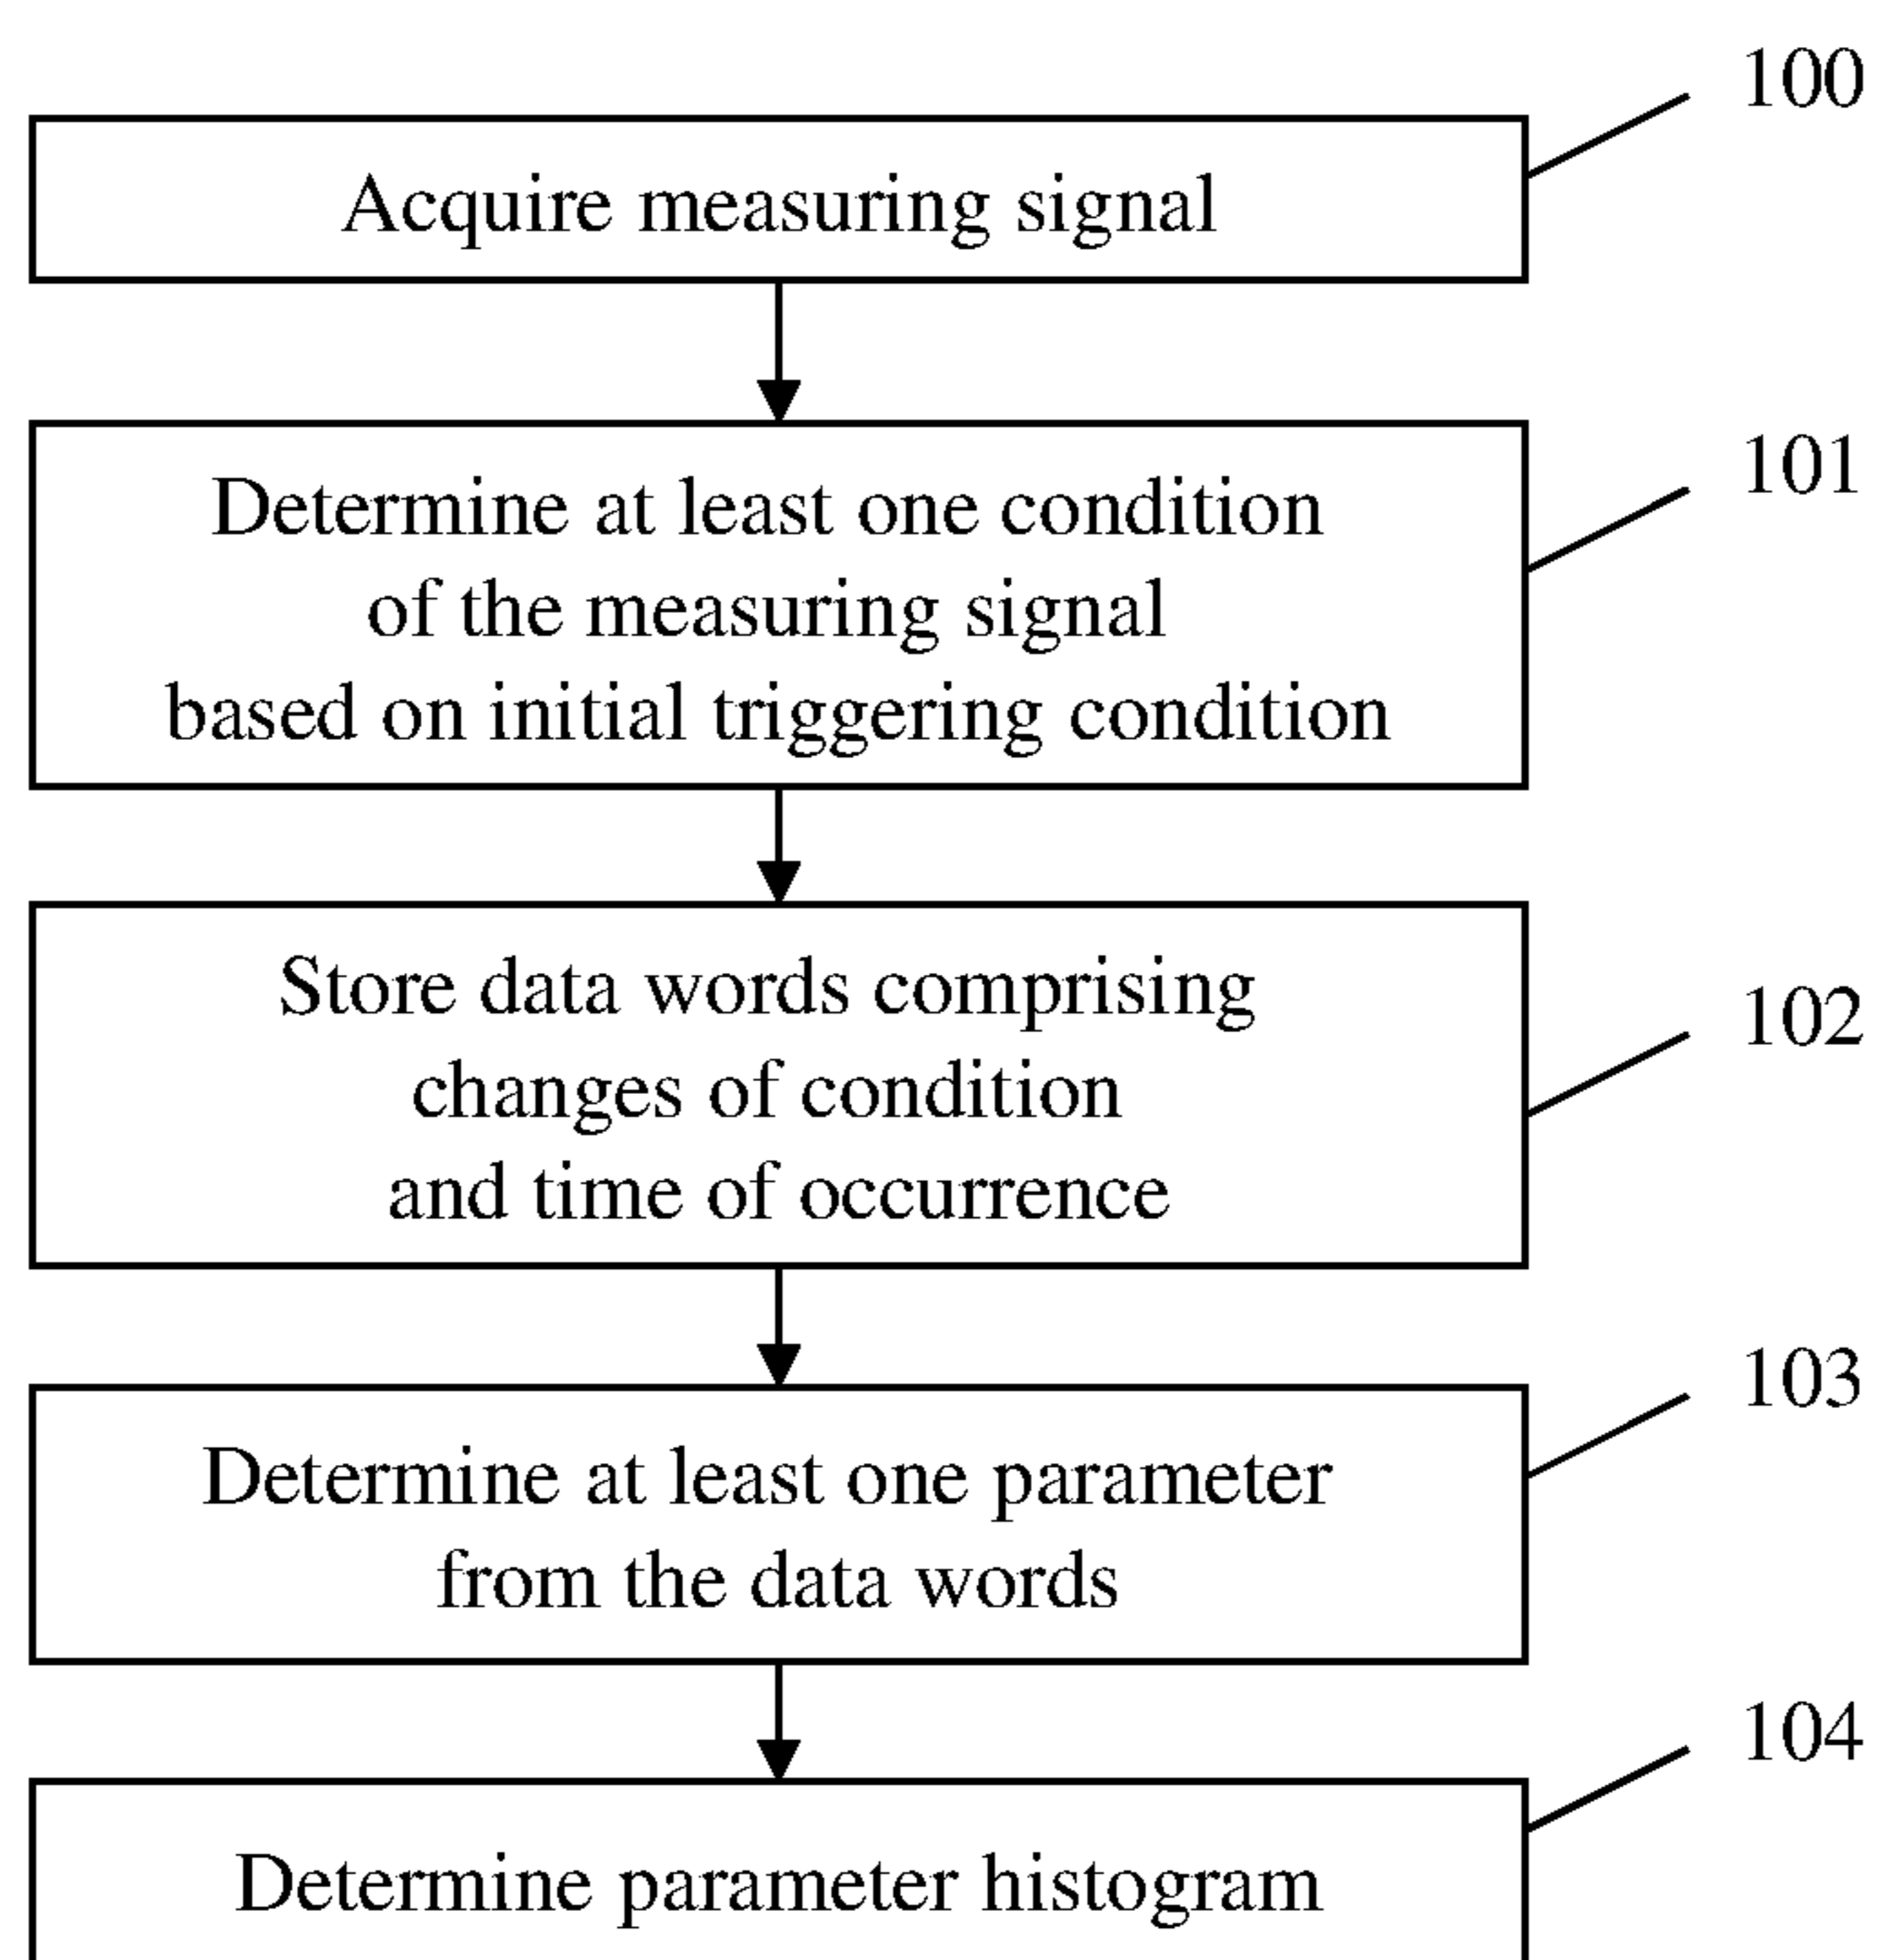 100
Acquire measuring signal
101
Determine at least one condition
of the measuring signal
based on initial triggering condition
102
Store data words comprising
changes of condition
and time of occurrence
103
Determine at least one parameter
from the data words
104
Determine parameter histogram